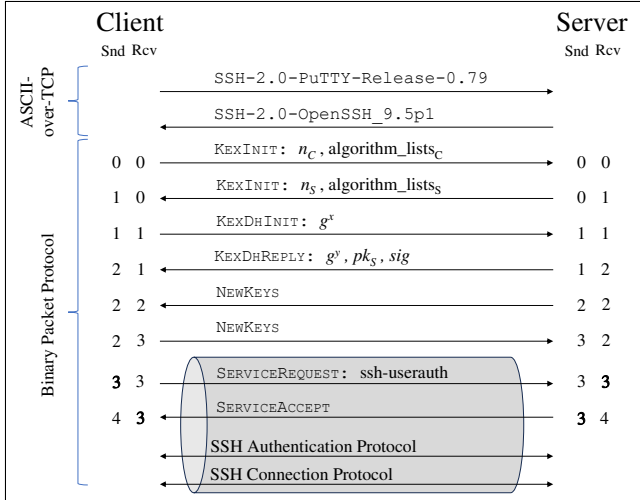 Client Server
Snd Rcv Snd Rcv
ASCII-
over-TCP
SSH-2.0-PuTTY-Release-0.79
SSH-2.0-OpenSSH_9.5p1
Binary Packet Protocol
KEXINIT: n_C, algorithm_lists_C
0 0 0 0
KEXINIT: n_S, algorithm_lists_S
1 0 0 1
KEXDHINIT: g^x
1 1 1 1
KEXDHREPLY: g^y, pk_S, sig
2 1 1 2
NEWKEYS
2 2 2 2
NEWKEYS
2 3 3 2
SERVICEREQUEST: ssh-userauth
3 3 3 3
SERVICEACCEPT
4 3 3 4
SSH Authentication Protocol
SSH Connection Protocol